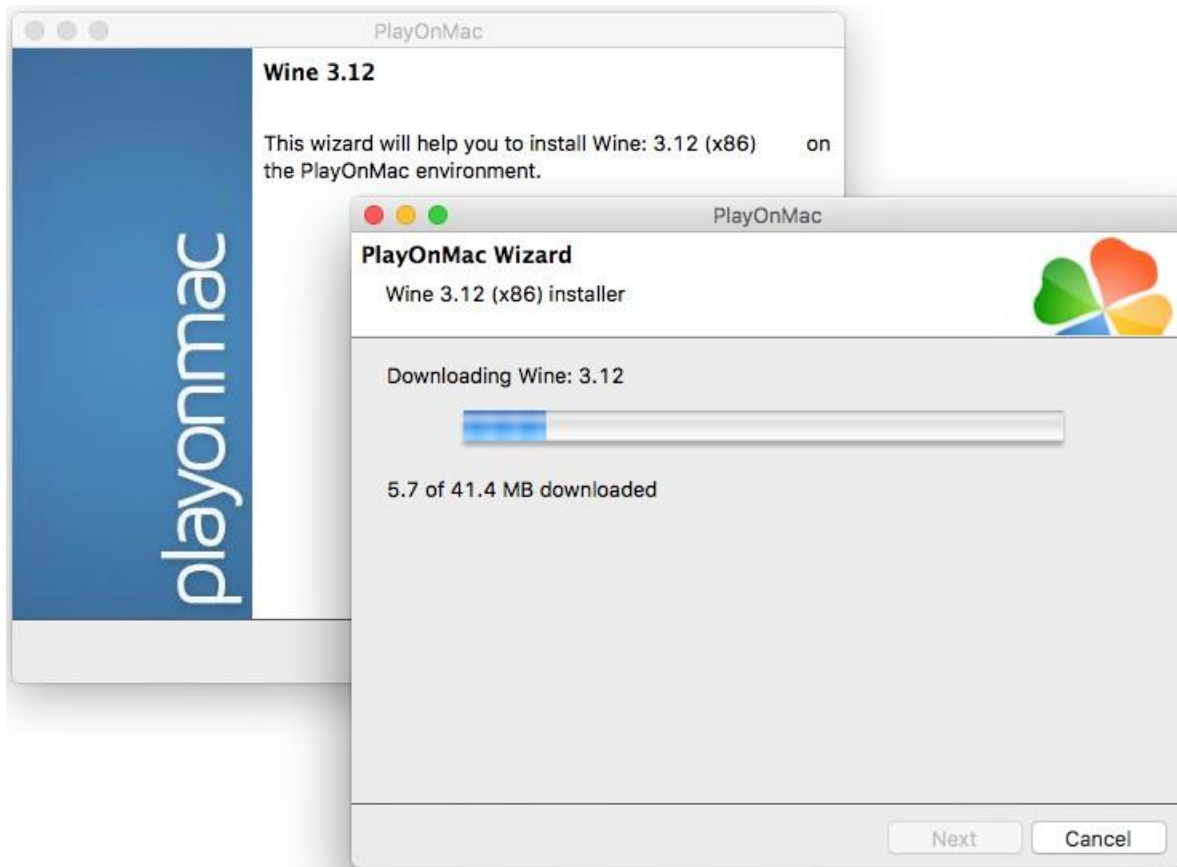 PlayOnMac
playonmac
Wine 3.12
This wizard will help you to install Wine: 3.12 (x86) on
the PlayOnMac environment.
PlayOnMac
PlayOnMac Wizard
Wine 3.12 (x86) installer
Downloading Wine: 3.12
5.7 of 41.4 MB downloaded
Next
Cancel